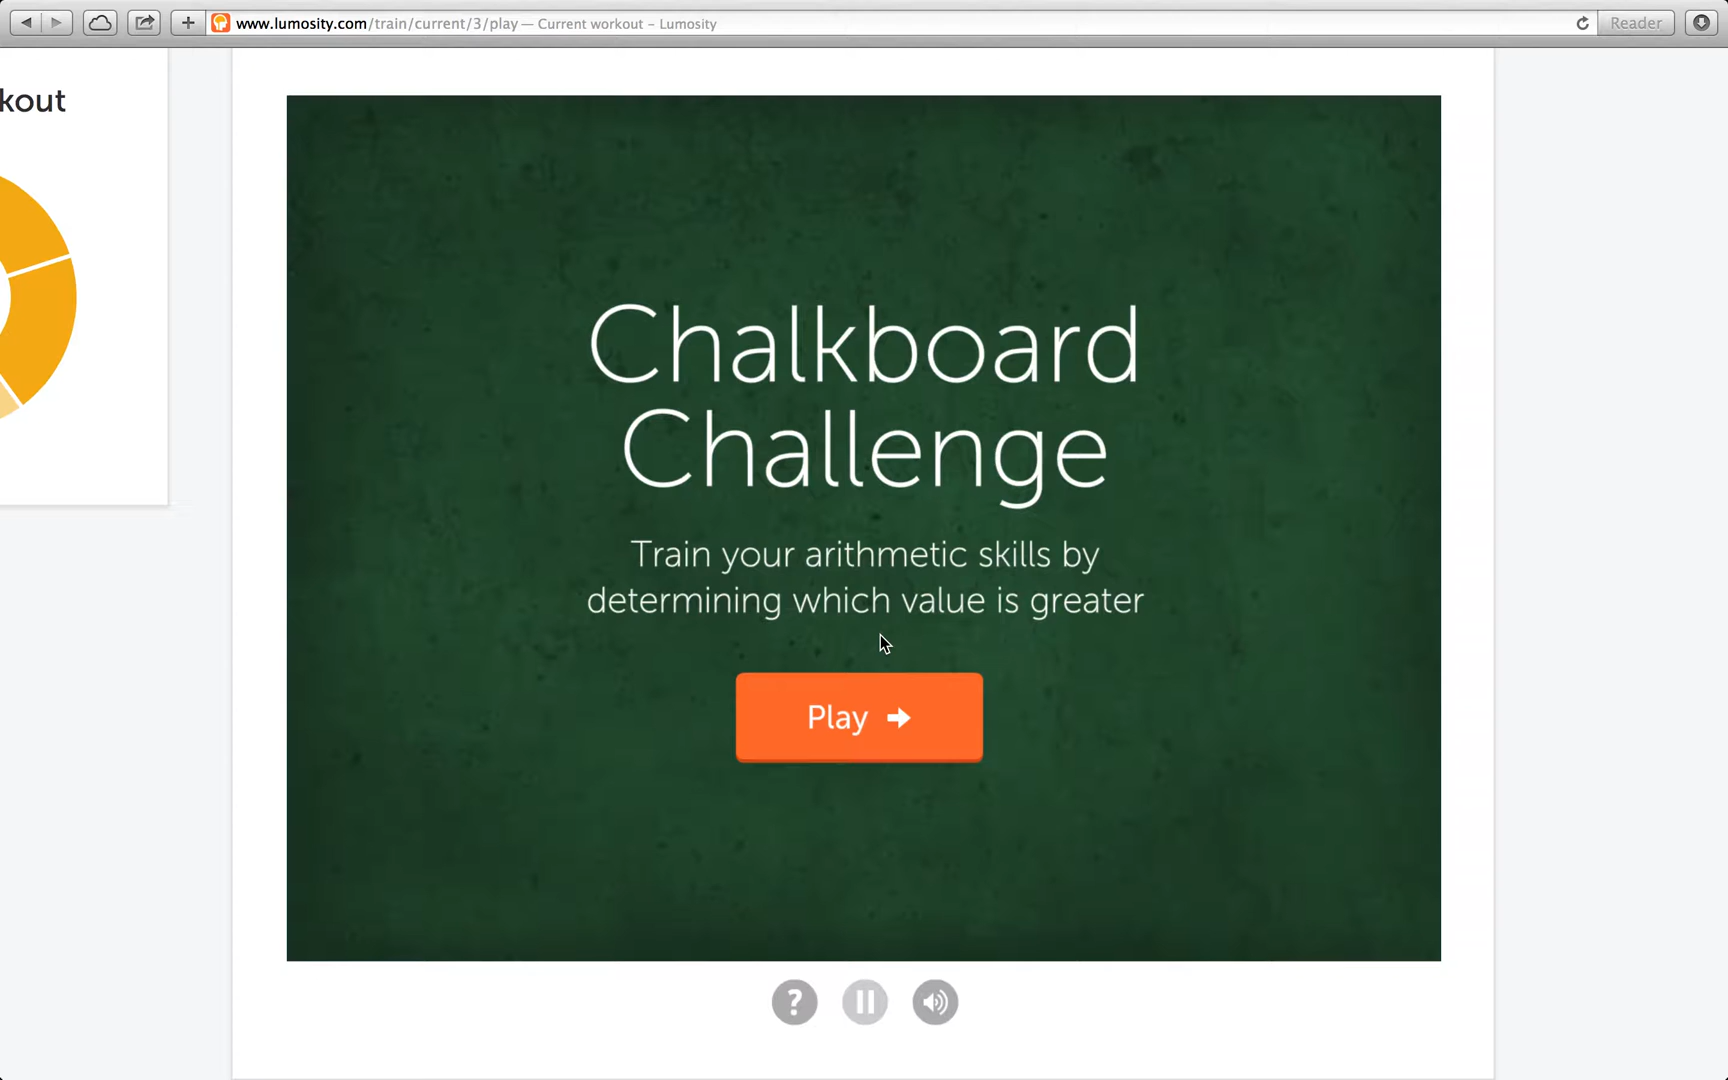 www.lumosity.com/train/current/3/play — Current workout – Lumosity
Reader
kout
Chalkboard
Challenge
Train your arithmetic skills by
determining which value is greater
Play
?